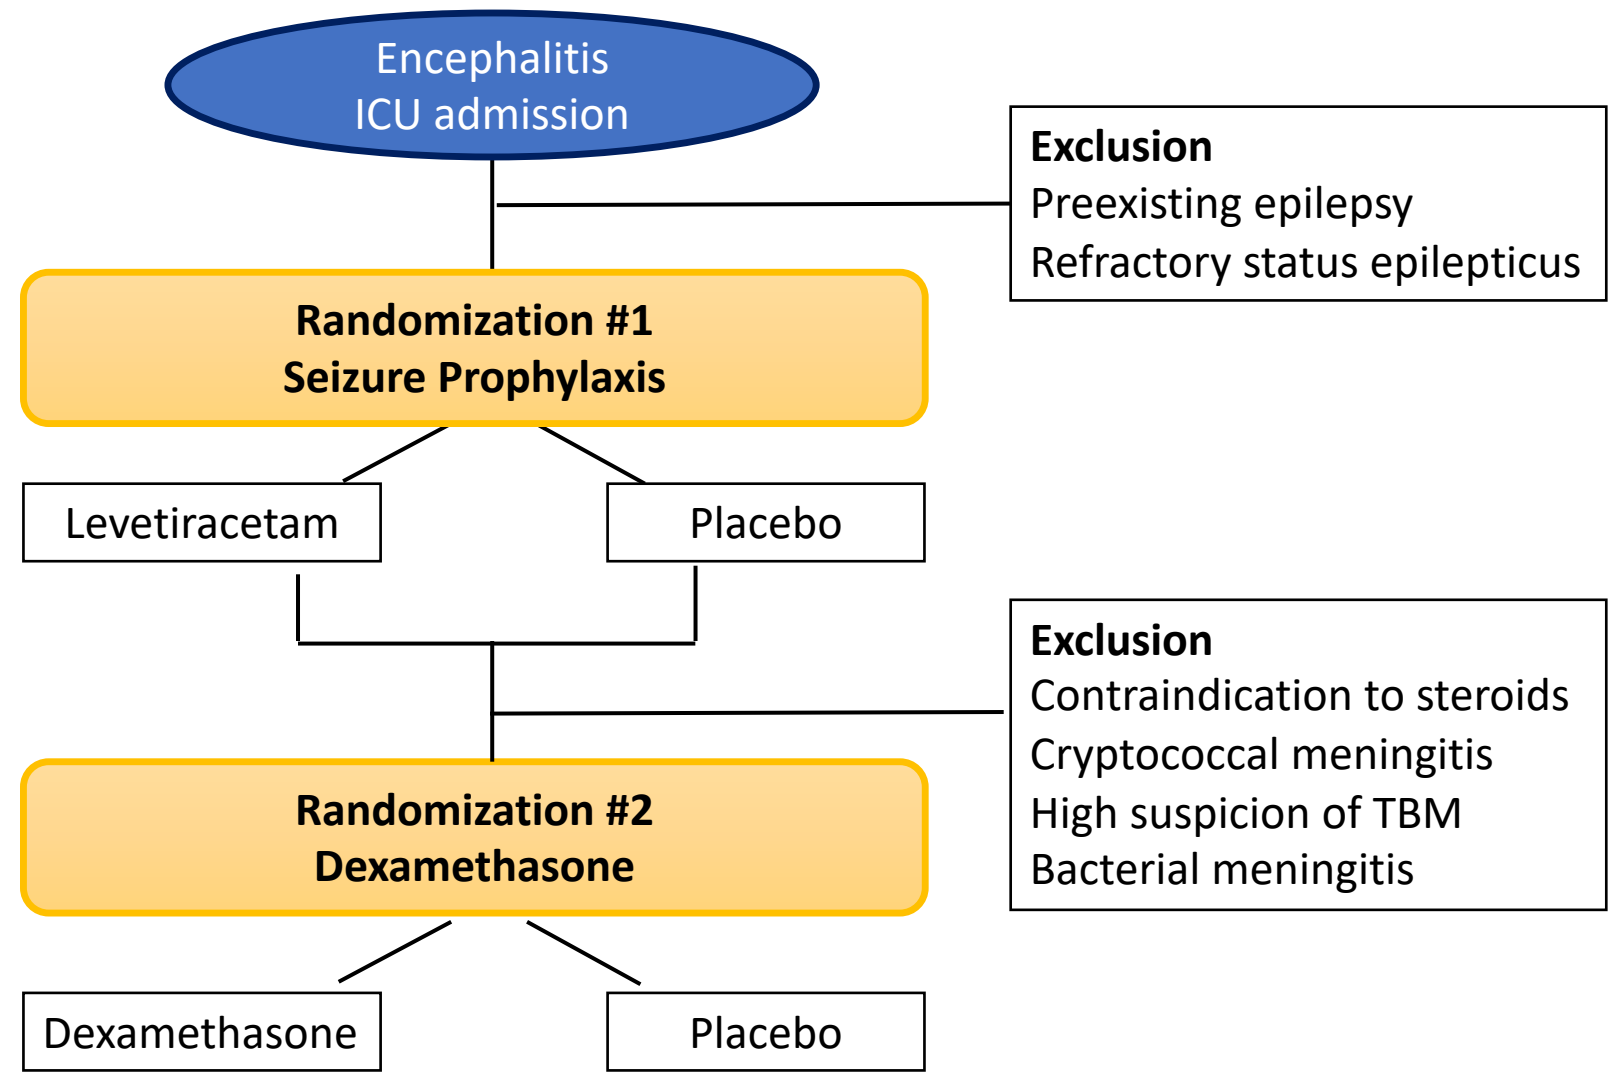 Encephalitis
ICU admission
Exclusion
Preexisting epilepsy
Refractory status epilepticus
Randomization #1
Seizure Prophylaxis
Levetiracetam
Placebo
Exclusion
Contraindication to steroids
Cryptococcal meningitis
High suspicion of TBM
Bacterial meningitis
Randomization #2
Dexamethasone
Dexamethasone
Placebo